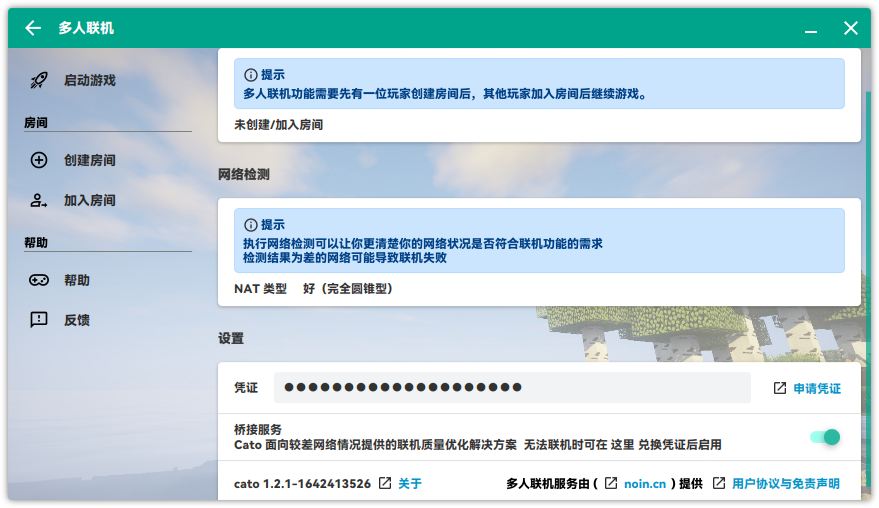 多人联机
启动游戏
房间
创建房间
加入房间
帮助
帮助
反馈
提示
多人联机功能需要先有一位玩家创建房间后，其他玩家加入房间后继续游戏。
未创建/加入房间
网络检测
提示
执行网络检测可以让你更清楚你的网络状况是否符合联机功能的需求
检测结果为差的网络可能导致联机失败
NAT 类型 好（完全圆锥型）
设置
凭证 ●●●●●●●●●●●●●●●●●●●● 申请凭证
桥接服务
Cato 面向较差网络情况提供的联机质量优化解决方案 无法联机时可在 这里 兑换凭证后启用
cato 1.2.1-1642413526 关于 多人联机服务由 ( noin.cn ) 提供 用户协议与免责声明